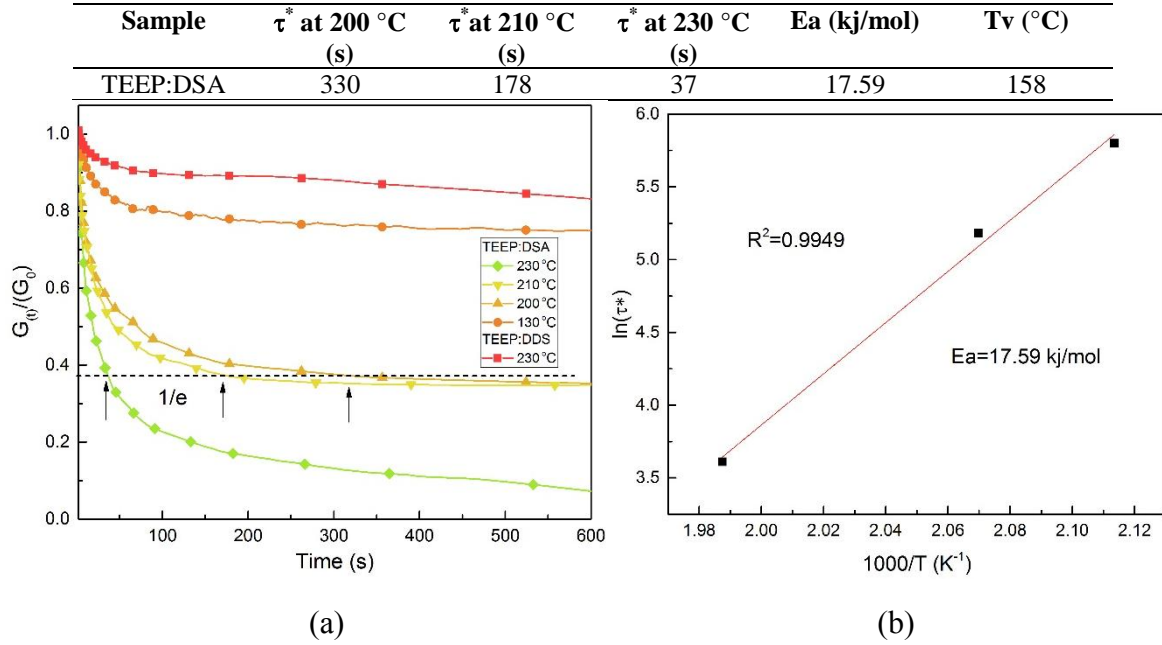 Sample τ* at 200 °C (s) τ* at 210 °C (s) τ* at 230 °C (s) Ea (kj/mol) Tv (°C)
TEEP:DSA 330 178 37 17.59 158
1.0
0.8
0.6
0.4
0.2
0.0
G(t)/(G0)
TEEP:DSA
230 °C
210 °C
200 °C
130 °C
TEEP:DDS
230 °C
1/e
100 200 300 400 500 600
Time (s)
(a)
6.0
5.5
5.0
4.5
4.0
3.5
ln(τ*)
R²=0.9949
Ea=17.59 kj/mol
1.98 2.00 2.02 2.04 2.06 2.08 2.10 2.12
1000/T (K⁻¹)
(b)